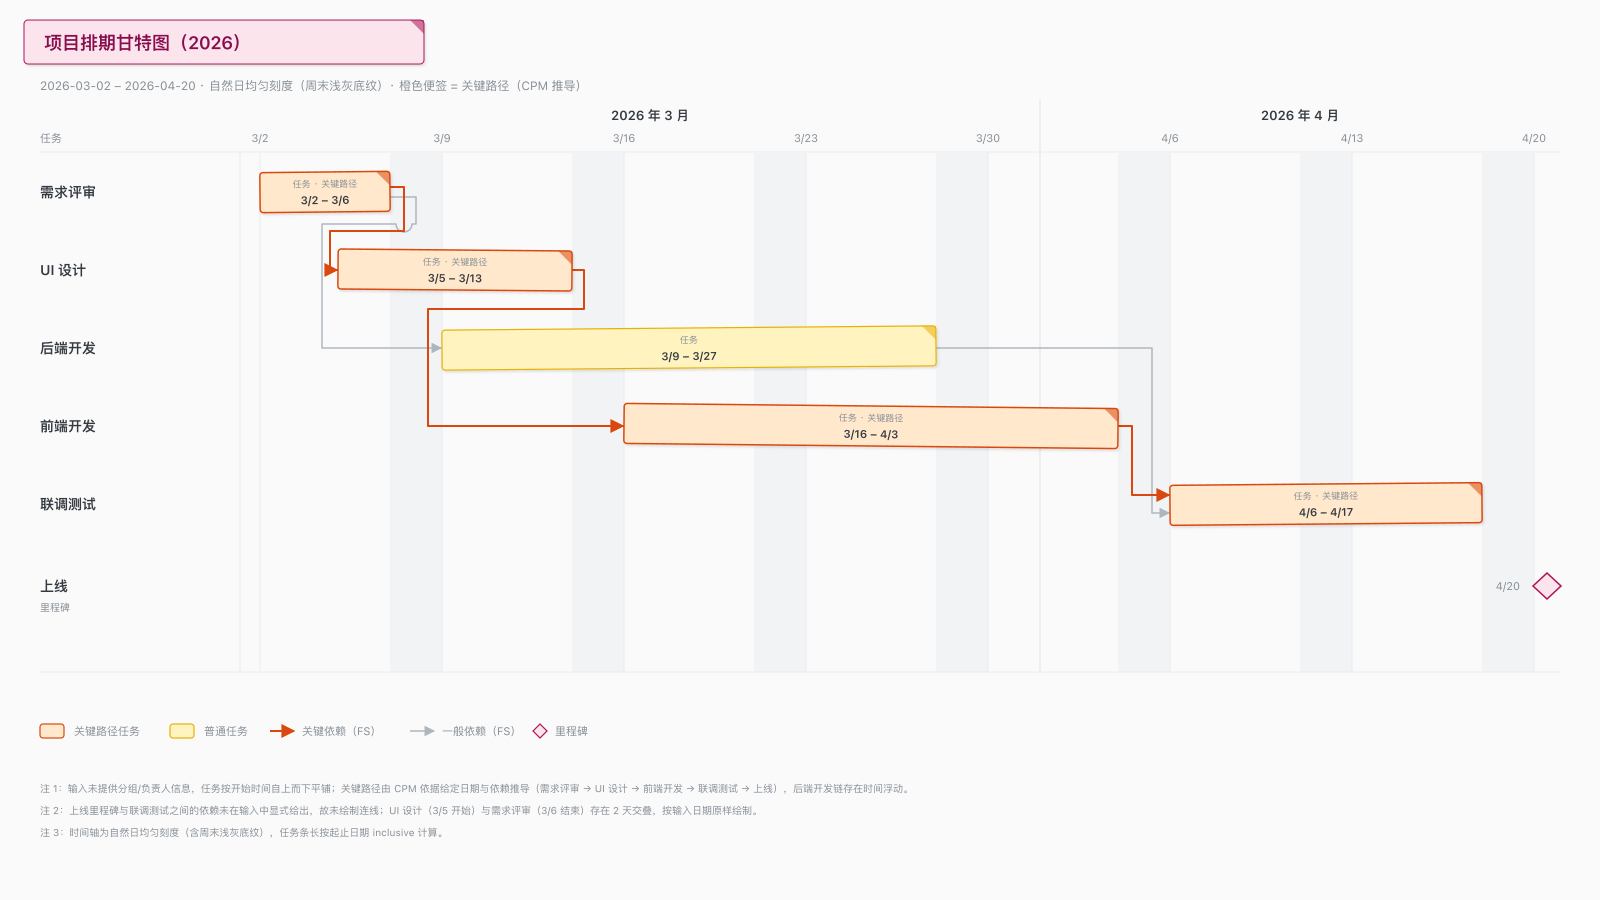 项目排期甘特图（2026）
2026-03-02 – 2026-04-20 · 自然日均匀刻度（周末浅灰底纹）· 橙色便签 = 关键路径（CPM 推导）
2026 年 3 月
2026 年 4 月
任务
3/2
3/9
3/16
3/23
3/30
4/6
4/13
4/20
需求评审
任务 · 关键路径
3/2 – 3/6
UI 设计
任务 · 关键路径
3/5 – 3/13
后端开发
任务
3/9 – 3/27
前端开发
任务 · 关键路径
3/16 – 4/3
联调测试
任务 · 关键路径
4/6 – 4/17
上线
里程碑
4/20
关键路径任务
普通任务
关键依赖（FS）
一般依赖（FS）
里程碑
注 1：输入未提供分组/负责人信息，任务按开始时间自上而下平铺；关键路径由 CPM 依据给定日期与依赖推导（需求评审 → UI 设计 → 前端开发 → 联调测试 → 上线），后端开发链存在时间浮动。
注 2：上线里程碑与联调测试之间的依赖未在输入中显式给出，故未绘制连线；UI 设计（3/5 开始）与需求评审（3/6 结束）存在 2 天交叠，按输入日期原样绘制。
注 3：时间轴为自然日均匀刻度（含周末浅灰底纹），任务条长按起止日期 inclusive 计算。